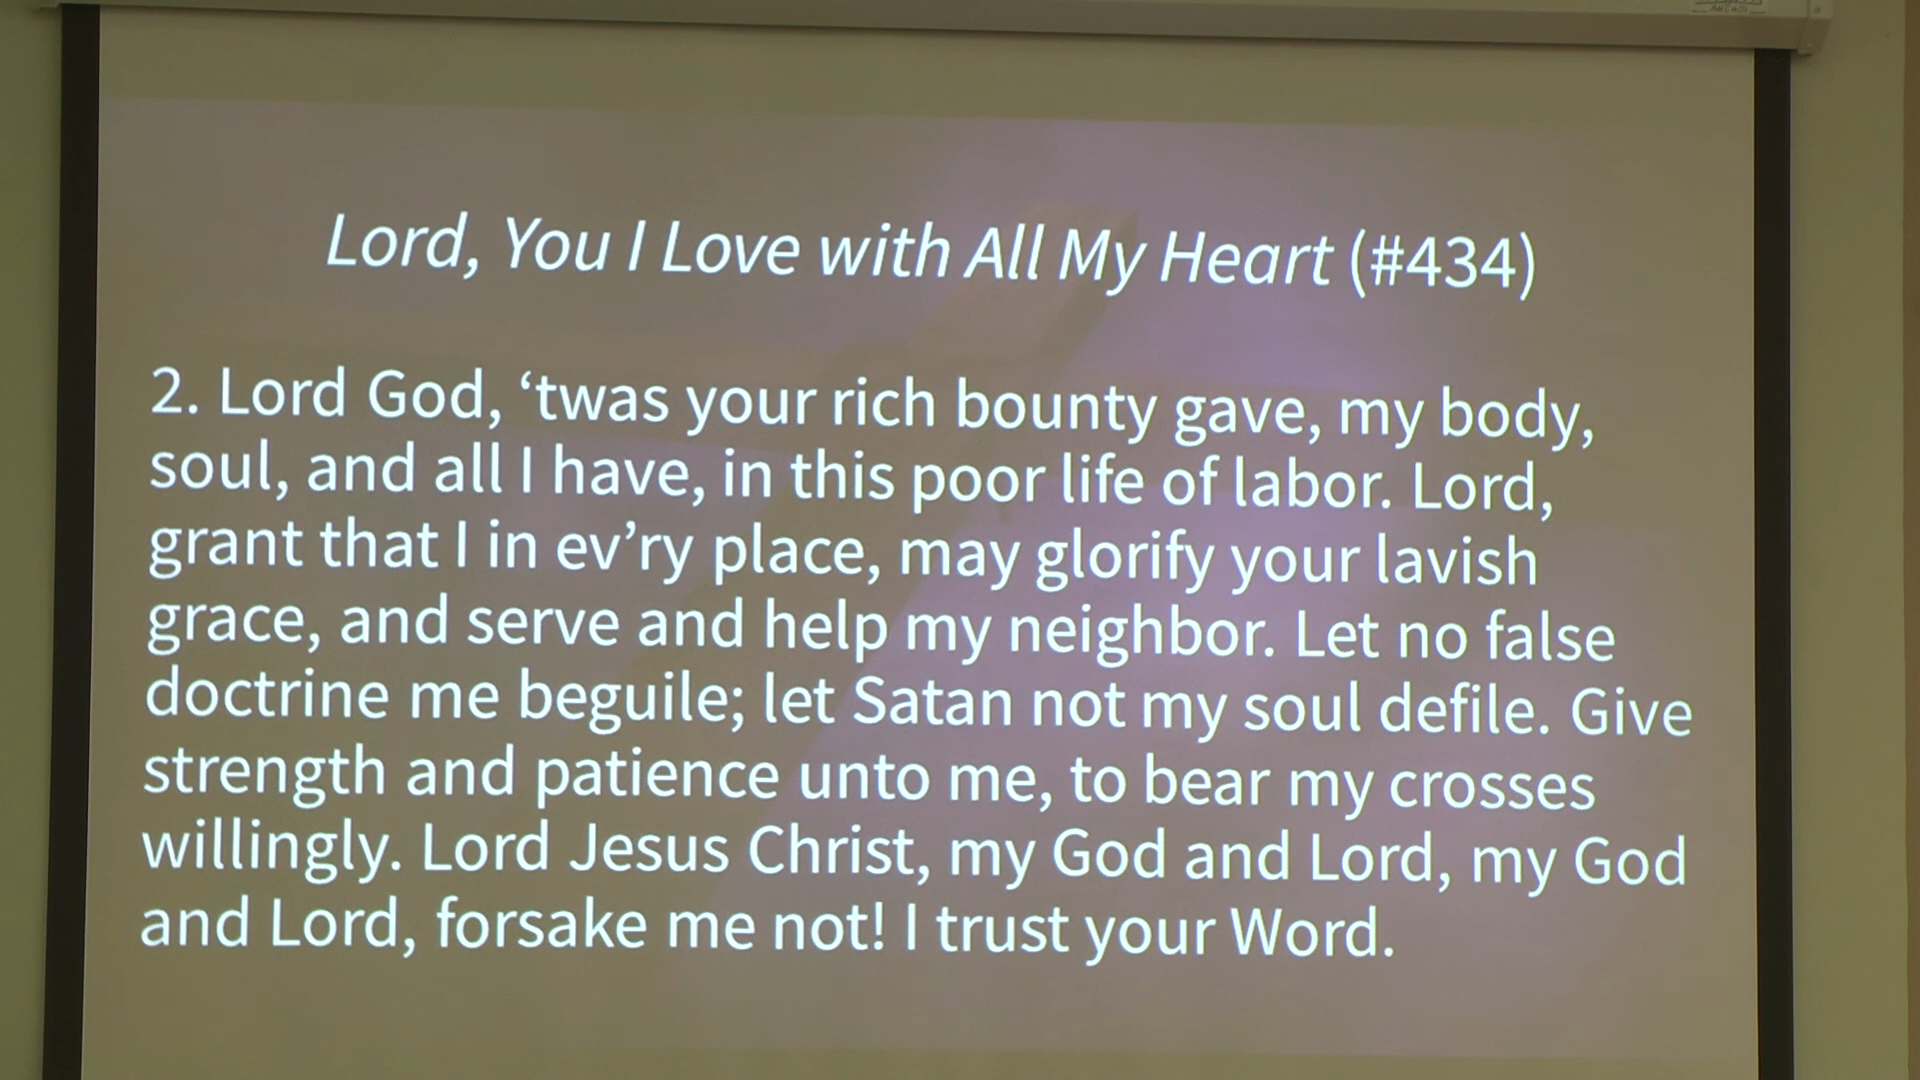 Lord, You I Love with All My Heart (#434)
2. Lord God, ‘twas your rich bounty gave, my body,
soul, and all I have, in this poor life of labor. Lord,
grant that I in ev’ry place, may glorify your lavish
grace, and serve and help my neighbor. Let no false
doctrine me beguile; let Satan not my soul defile. Give
strength and patience unto me, to bear my crosses
willingly. Lord Jesus Christ, my God and Lord, my God
and Lord, forsake me not! I trust your Word.